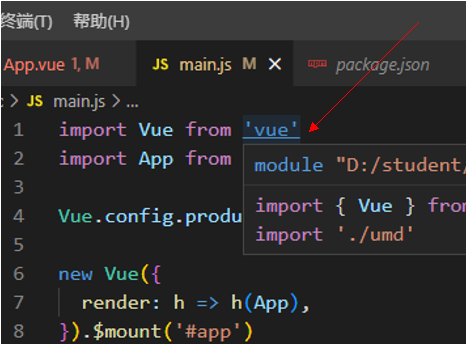 终端(T) 帮助(H)
App.vue 1, M JS main.js M × package.json
JS main.js > ...
1 import Vue from 'vue'
2 import App from
module "D:/student/
3
4 Vue.config.produ
import { Vue } from
import './umd'
5
6 new Vue({
7 render: h => h(App),
8 }).$mount('#app')